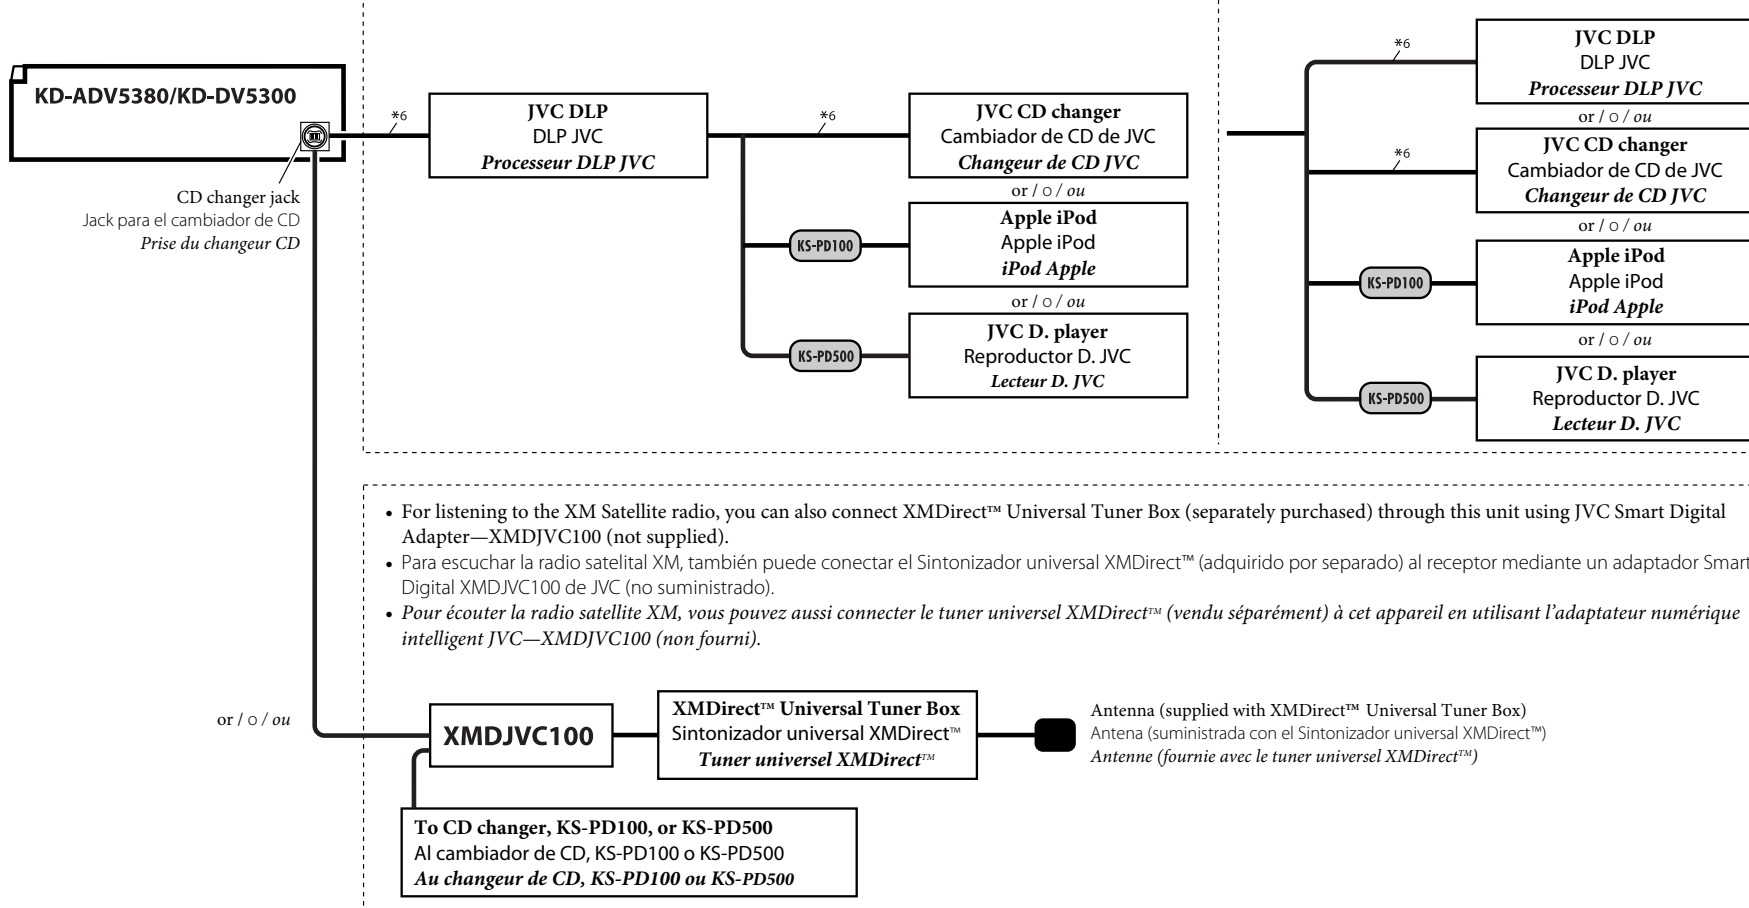 KD-ADV5380/KD-DV5300
CD changer jack
Jack para el cambiador de CD
Prise du changeur CD
*6
JVC DLP
DLP JVC
Processeur DLP JVC
*6
JVC CD changer
Cambiador de CD de JVC
Changeur de CD JVC
or / o / ou
KS-PD100
Apple iPod
Apple iPod
iPod Apple
or / o / ou
KS-PD500
JVC D. player
Reproductor D. JVC
Lecteur D. JVC
*6
JVC DLP
DLP JVC
Processeur DLP JVC
or / o / ou
*6
JVC CD changer
Cambiador de CD de JVC
Changeur de CD JVC
or / o / ou
KS-PD100
Apple iPod
Apple iPod
iPod Apple
or / o / ou
KS-PD500
JVC D. player
Reproductor D. JVC
Lecteur D. JVC
• For listening to the XM Satellite radio, you can also connect XMDirect™ Universal Tuner Box (separately purchased) through this unit using JVC Smart Digital
Adapter—XMDJVC100 (not supplied).
• Para escuchar la radio satelital XM, también puede conectar el Sintonizador universal XMDirect™ (adquirido por separado) al receptor mediante un adaptador Smart
Digital XMDJVC100 de JVC (no suministrado).
• Pour écouter la radio satellite XM, vous pouvez aussi connecter le tuner universel XMDirect™ (vendu séparément) à cet appareil en utilisant l'adaptateur numérique
intelligent JVC—XMDJVC100 (non fourni).
or / o / ou
XMDJVC100
XMDirect™ Universal Tuner Box
Sintonizador universal XMDirect™
Tuner universel XMDirect™
Antenna (supplied with XMDirect™ Universal Tuner Box)
Antena (suministrada con el Sintonizador universal XMDirect™)
Antenne (fournie avec le tuner universel XMDirect™)
To CD changer, KS-PD100, or KS-PD500
Al cambiador de CD, KS-PD100 o KS-PD500
Au changeur de CD, KS-PD100 ou KS-PD500